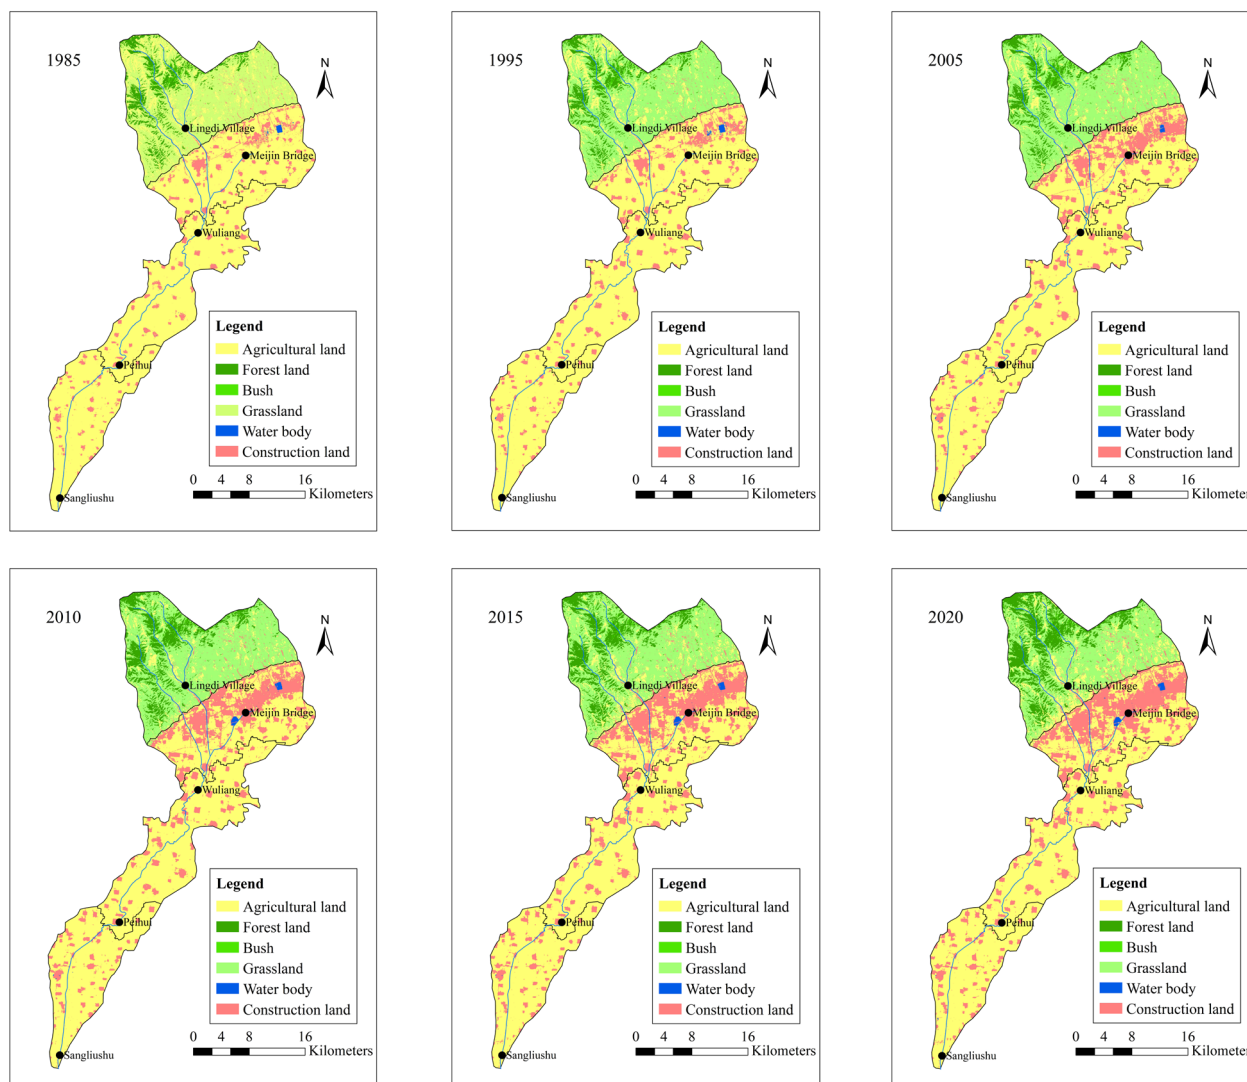 1985
N
Lingdi Village
Meijin Bridge
Wuliang
Peihui
Sangliushu
Legend
Agricultural land
Forest land
Bush
Grassland
Water body
Construction land
0 4 8 16
Kilometers
1995
N
Lingdi Village
Meijin Bridge
Wuliang
Peihui
Sangliushu
Legend
Agricultural land
Forest land
Bush
Grassland
Water body
Construction land
0 4 8 16
Kilometers
2005
N
Lingdi Village
Meijin Bridge
Wuliang
Peihui
Sangliushu
Legend
Agricultural land
Forest land
Bush
Grassland
Water body
Construction land
0 4 8 16
Kilometer
2010
N
Lingdi Village
Meijin Bridge
Wuliang
Peihui
Sangliushu
Legend
Agricultural land
Forest land
Bush
Grassland
Water body
Construction land
0 4 8 16
Kilometers
2015
N
Lingdi Village
Meijin Bridge
Wuliang
Peihui
Sangliushu
Legend
Agricultural land
Forest land
Bush
Grassland
Water body
Construction land
0 4 8 16
Kilometers
2020
N
Lingdi Village
Meijin Bridge
Wuliang
Peihui
Sangliushu
Legend
Agricultural land
Forest land
Bush
Grassland
Water body
Construction land
0 4 8 16
Kilometer